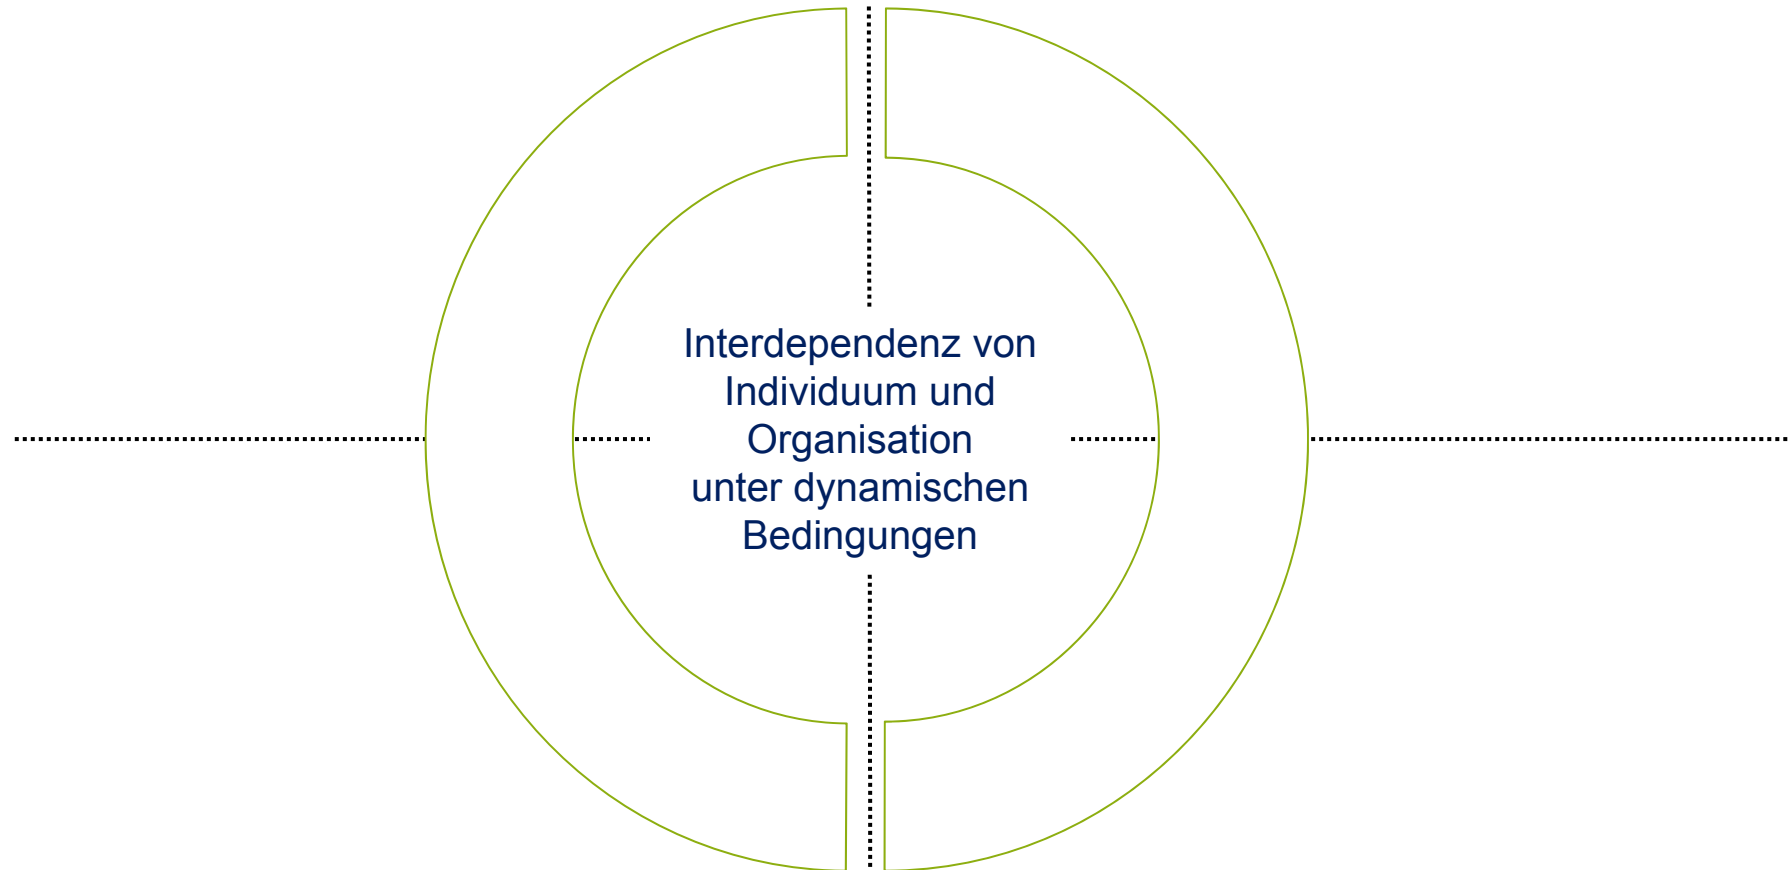 Interdependenz von
Individuum und
Organisation
unter dynamischen
Bedingungen